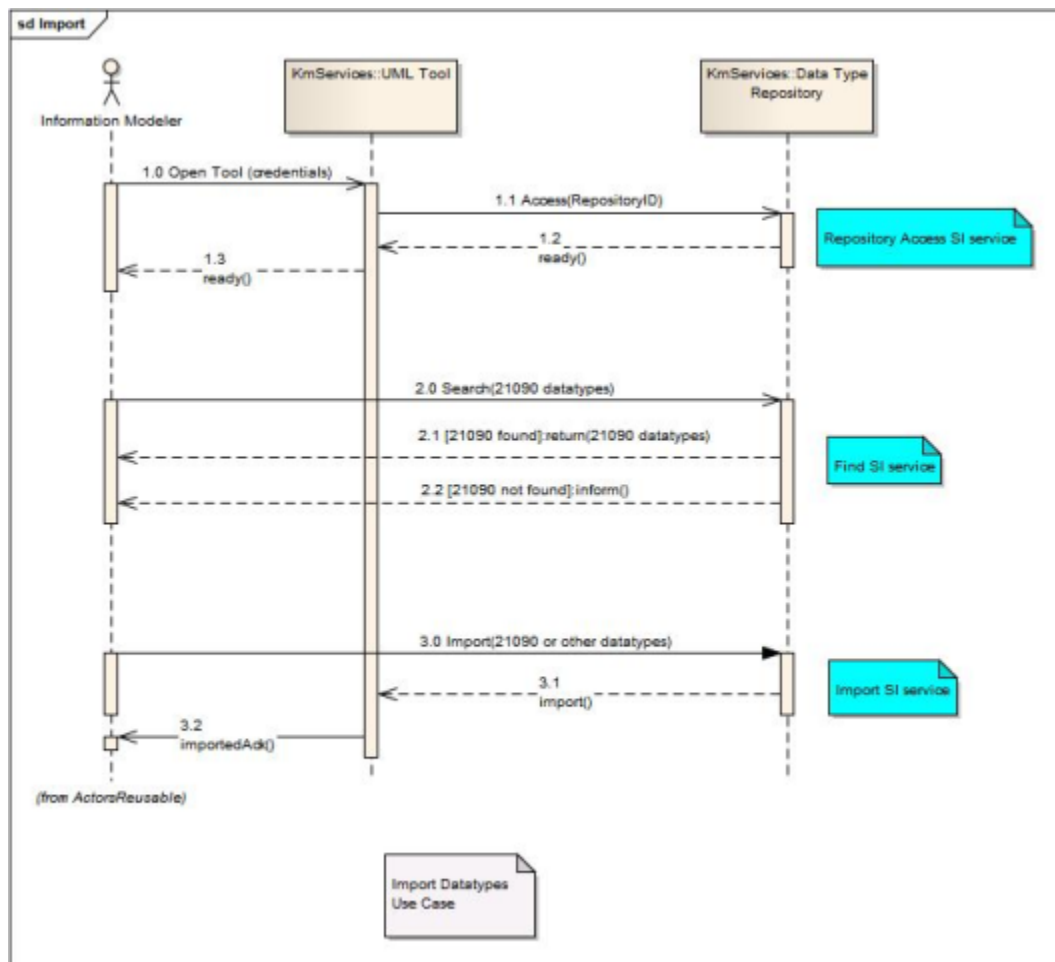 sd Import
KmServices::UML Tool
KmServices::Data Type
Repository
Information Modeler
1.0 Open Tool (credentials)
1.1 Access(RepositoryID)
1.2
ready()
Repository Access SI service
1.3
ready()
2.0 Search(21090 datatypes)
2.1 [21090 found]:return(21090 datatypes)
Find SI service
2.2 [21090 not found]:inform()
3.0 Import(21090 or other datatypes)
3.1
import()
Import SI service
3.2
importedAck()
(from ActorsReusable)
Import Datatypes
Use Case